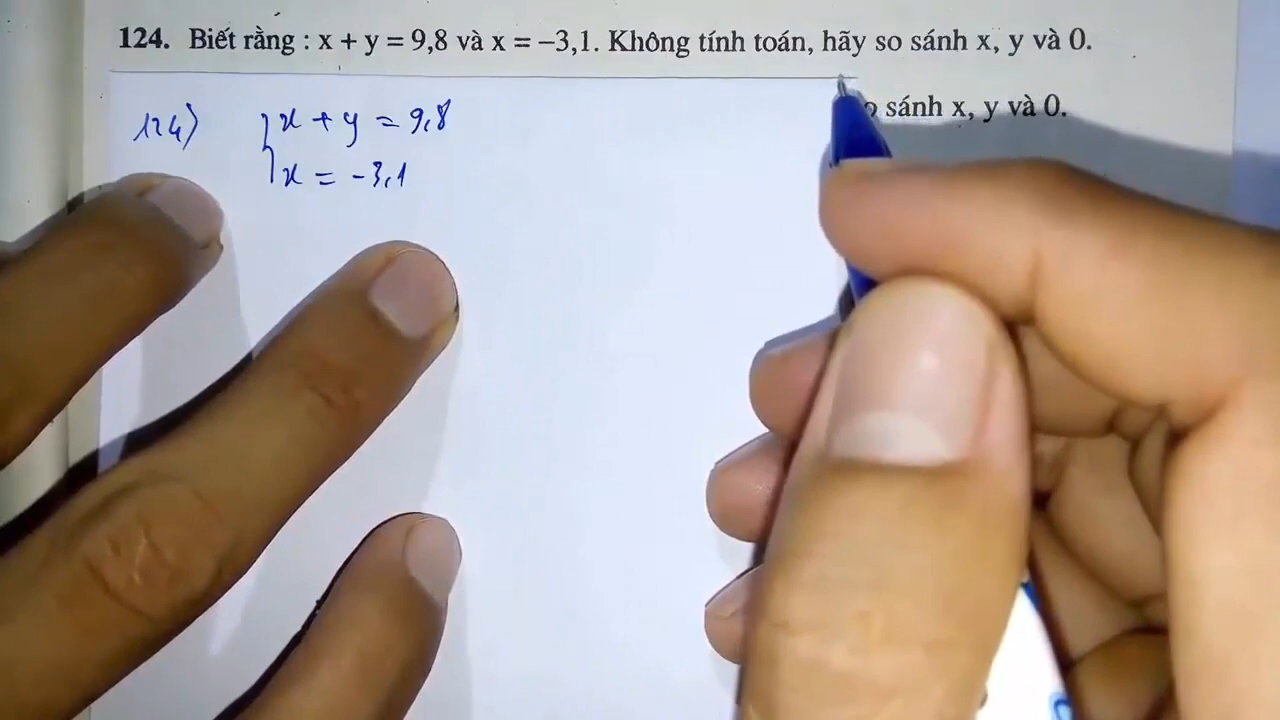 124. Biết rằng : x + y = 9,8 và x = −3,1. Không tính toán, hãy so sánh x, y và 0.
sánh x, y và 0.
124) x + y = 9,8
x = -3,1